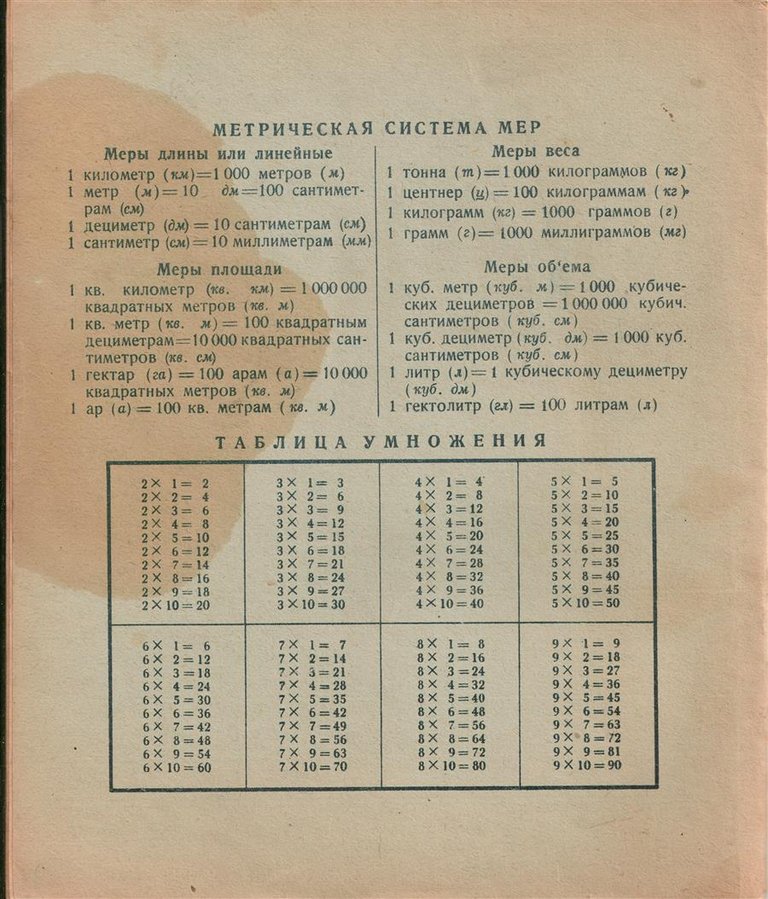 МЕТРИЧЕСКАЯ СИСТЕМА МЕР
Меры длины или линейные
1 километр (км)=1 000 метров (м)
1 метр (м)=10 дм=100 сантимет-
рам (см)
1 дециметр (дм) = 10 сантиметрам (см)
1 сантиметр (см)=10 миллиметрам (мм)
Меры площади
1 кв. километр (кв. км) = 1 000 000
квадратных метров (кв. м)
1 кв. метр (кв. м) = 100 квадратным
дециметрам=10 000 квадратных сан-
тиметров (кв. см)
1 гектар (га) = 100 арам (а) = 10 000
квадратных метров (кв. м)
1 ар (а) = 100 кв. метрам (кв. м)
Меры веса
1 тонна (т)=1 000 килограммов (кг)
1 центнер (ц)=100 килограммам (кг)
1 килограмм (кг) = 1000 граммов (г)
1 грамм (г)= 1000 миллиграммов (мг)
Меры об‘ема
1 куб. метр (куб. м) = 1 000 кубиче-
ских дециметров = 1 000 000 кубич.
сантиметров (куб. см)
1 куб. дециметр (куб. дм) = 1 000 куб.
сантиметров (куб. см)
1 литр (л)=1 кубическому дециметру
(куб. дм)
1 гектолитр (гл) = 100 литрам (л)
ТАБЛИЦА УМНОЖЕНИЯ
2 × 1 = 2
2 × 2 = 4
2 × 3 = 6
2 × 4 = 8
2 × 5 = 10
2 × 6 = 12
2 × 7 = 14
2 × 8 = 16
2 × 9 = 18
2 × 10 = 20
3 × 1 = 3
3 × 2 = 6
3 × 3 = 9
3 × 4 = 12
3 × 5 = 15
3 × 6 = 18
3 × 7 = 21
3 × 8 = 24
3 × 9 = 27
3 × 10 = 30
4 × 1 = 4
4 × 2 = 8
4 × 3 = 12
4 × 4 = 16
4 × 5 = 20
4 × 6 = 24
4 × 7 = 28
4 × 8 = 32
4 × 9 = 36
4 × 10 = 40
5 × 1 = 5
5 × 2 = 10
5 × 3 = 15
5 × 4 = 20
5 × 5 = 25
5 × 6 = 30
5 × 7 = 35
5 × 8 = 40
5 × 9 = 45
5 × 10 = 50
6 × 1 = 6
6 × 2 = 12
6 × 3 = 18
6 × 4 = 24
6 × 5 = 30
6 × 6 = 36
6 × 7 = 42
6 × 8 = 48
6 × 9 = 54
6 × 10 = 60
7 × 1 = 7
7 × 2 = 14
7 × 3 = 21
7 × 4 = 28
7 × 5 = 35
7 × 6 = 42
7 × 7 = 49
7 × 8 = 56
7 × 9 = 63
7 × 10 = 70
8 × 1 = 8
8 × 2 = 16
8 × 3 = 24
8 × 4 = 32
8 × 5 = 40
8 × 6 = 48
8 × 7 = 56
8 × 8 = 64
8 × 9 = 72
8 × 10 = 80
9 × 1 = 9
9 × 2 = 18
9 × 3 = 27
9 × 4 = 36
9 × 5 = 45
9 × 6 = 54
9 × 7 = 63
9 × 8 = 72
9 × 9 = 81
9 × 10 = 90